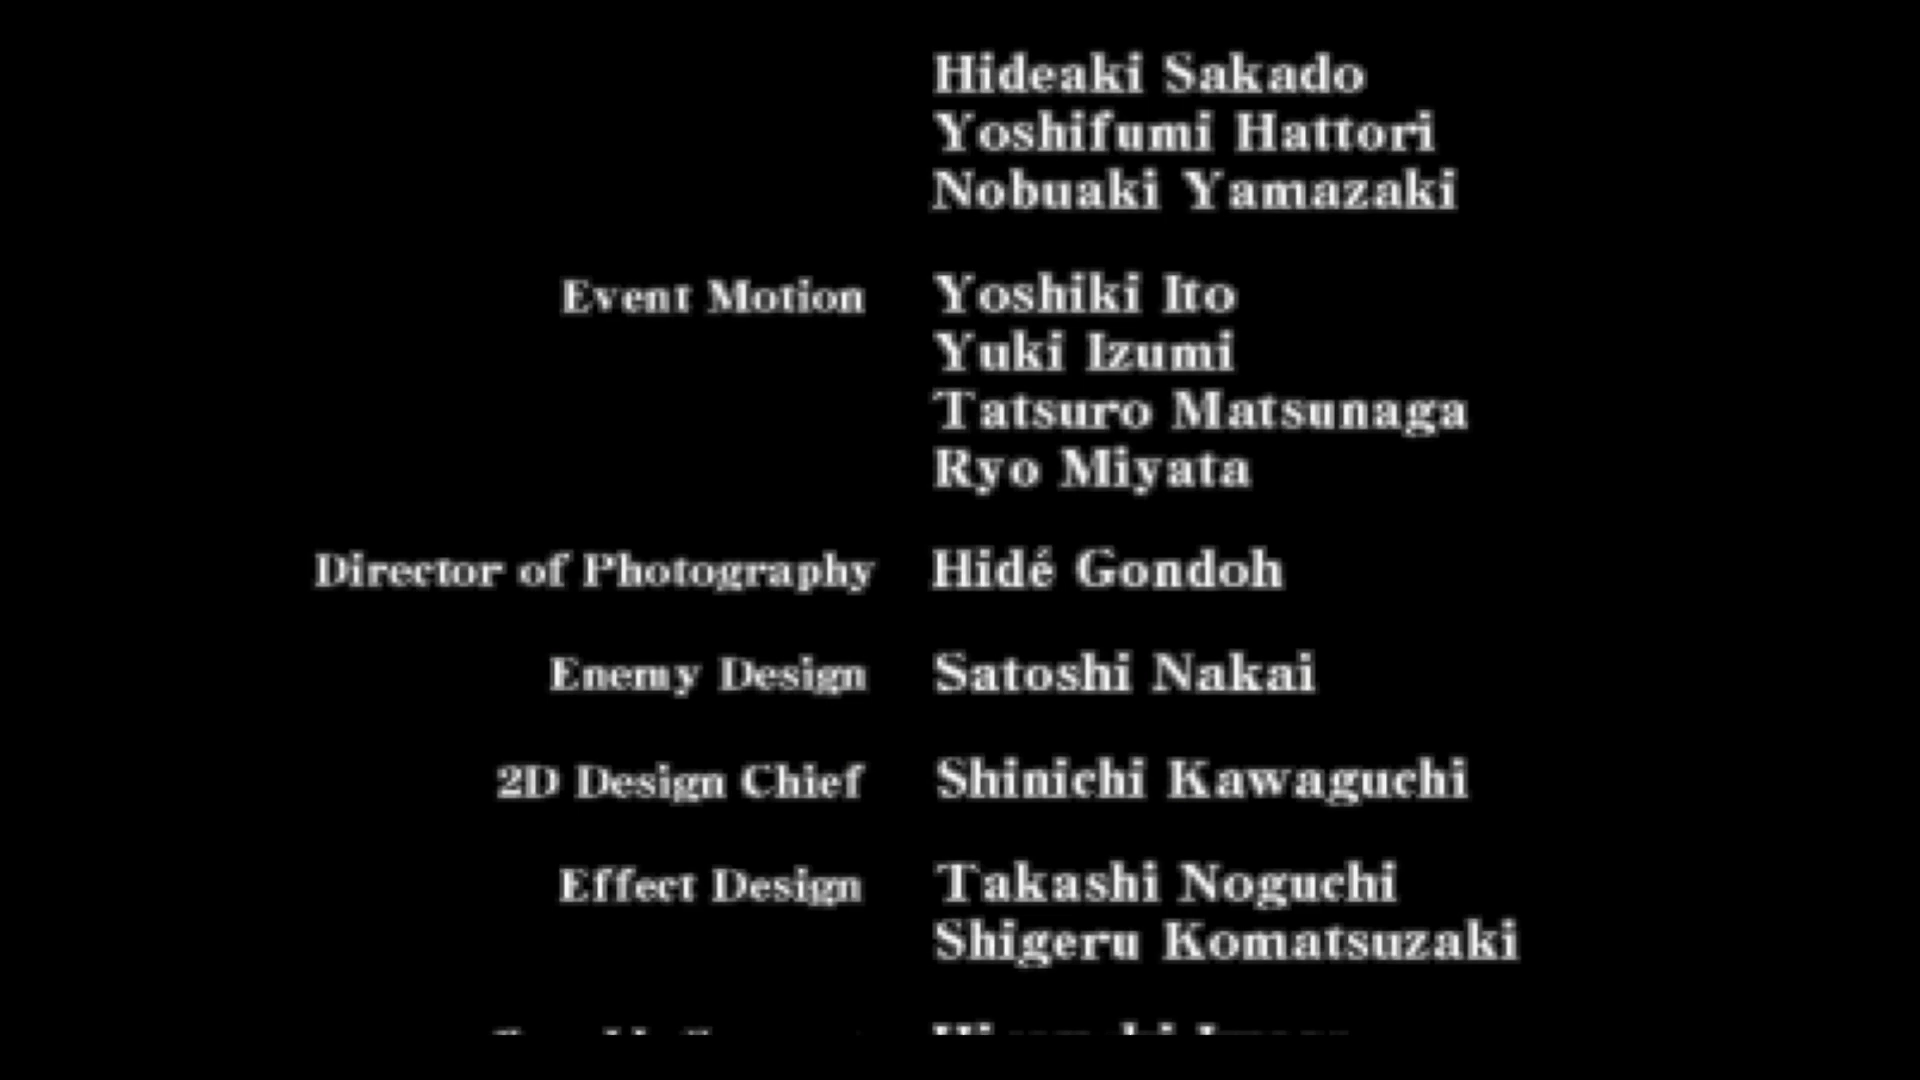 Hideaki Sakado
Yoshifumi Hattori
Nobuaki Yamazaki
Event Motion Yoshiki Ito
Yuki Izumi
Tatsuro Matsunaga
Ryo Miyata
Director of Photography Hidé Gondoh
Enemy Design Satoshi Nakai
2D Design Chief Shinichi Kawaguchi
Effect Design Takashi Noguchi
Shigeru Komatsuzaki